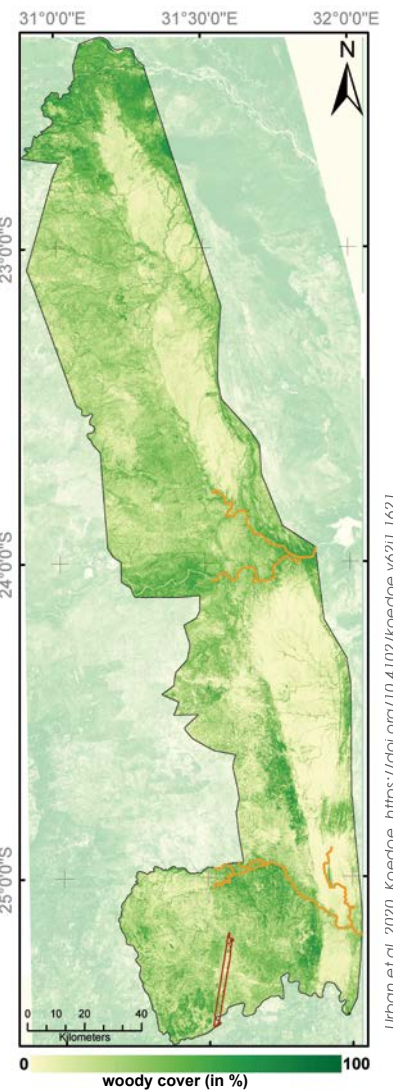 31°0'0"E 31°30'0"E 32°0'0"E
N
23°0'0"S
24°0'0"S
25°0'0"S
Urban et al. 2020, Koedoe, https://doi.org/10.4102/koedoe.v62i1.1621
0 10 20 40
Kilometers
0 100
woody cover (in %)